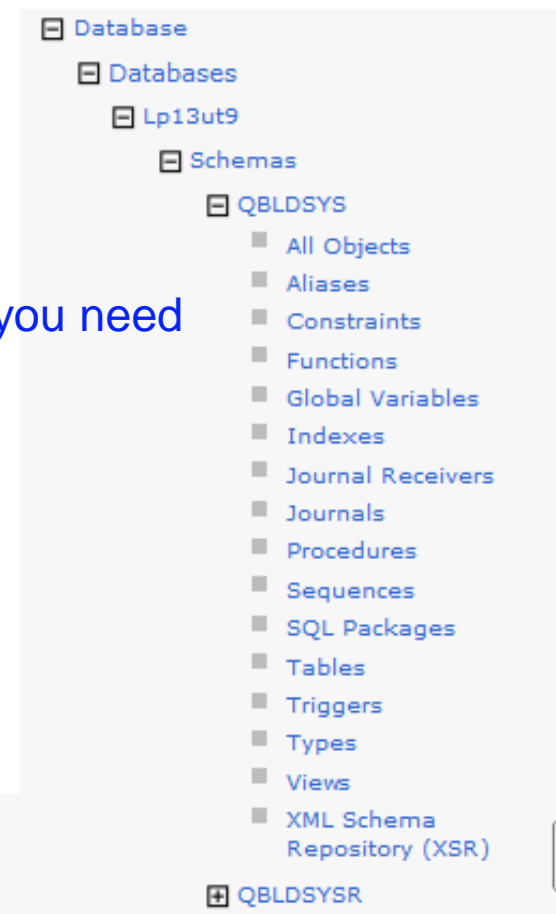 Database
Databases
Lp13ut9
Schemas
QBLDSYS
All Objects
Aliases
you need
Constraints
Functions
Global Variables
Indexes
Journal Receivers
Journals
Procedures
Sequences
SQL Packages
Tables
Triggers
Types
Views
XML Schema
Repository (XSR)
QBLDSYSR